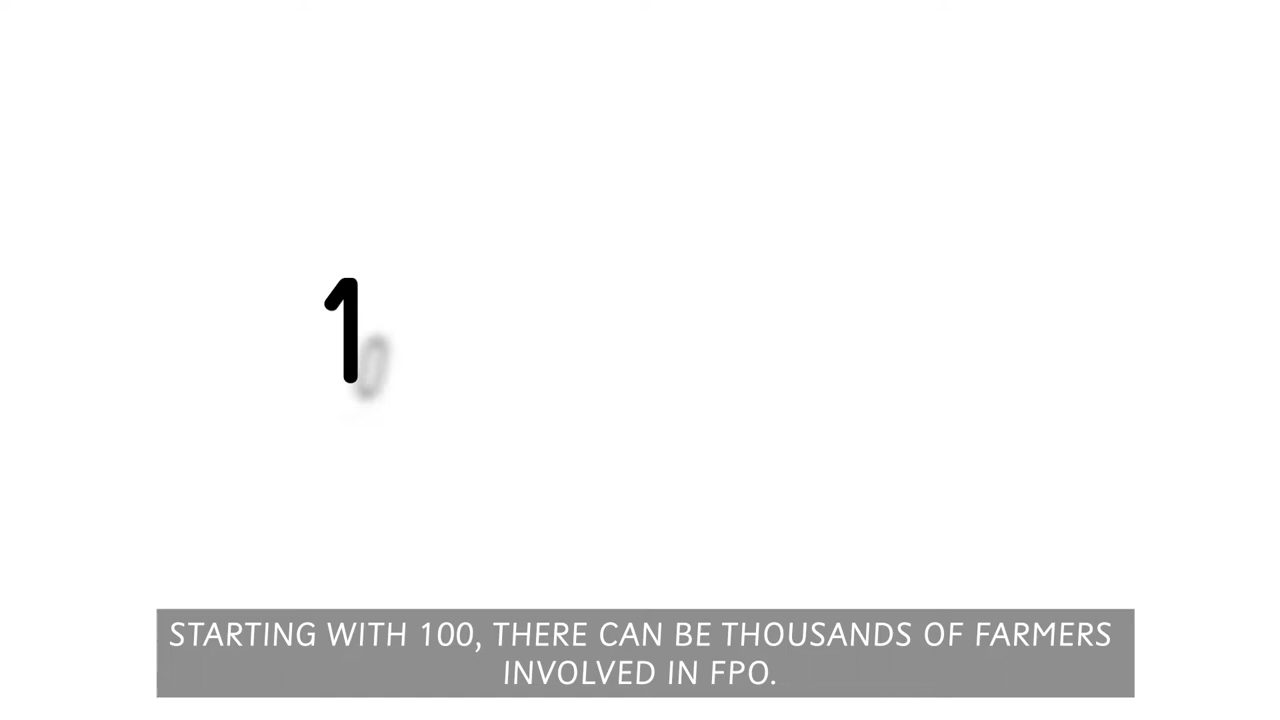 1
STARTING WITH 100, THERE CAN BE THOUSANDS OF FARMERS
INVOLVED IN FPO.